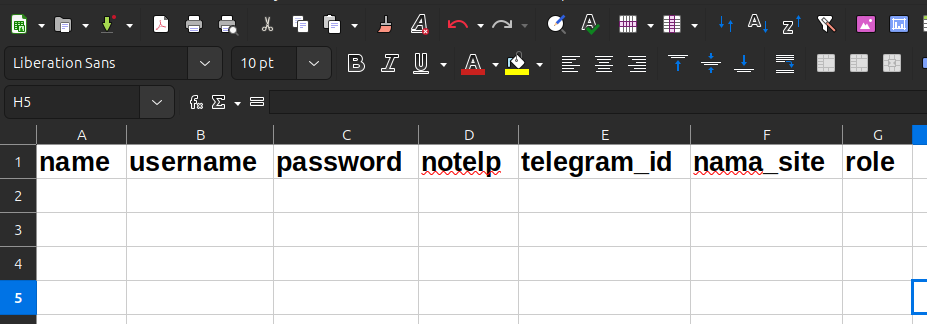 Liberation Sans 10 pt
H5
A B C D E F G
1 name username password notelp telegram_id nama_site role
2
3
4
5